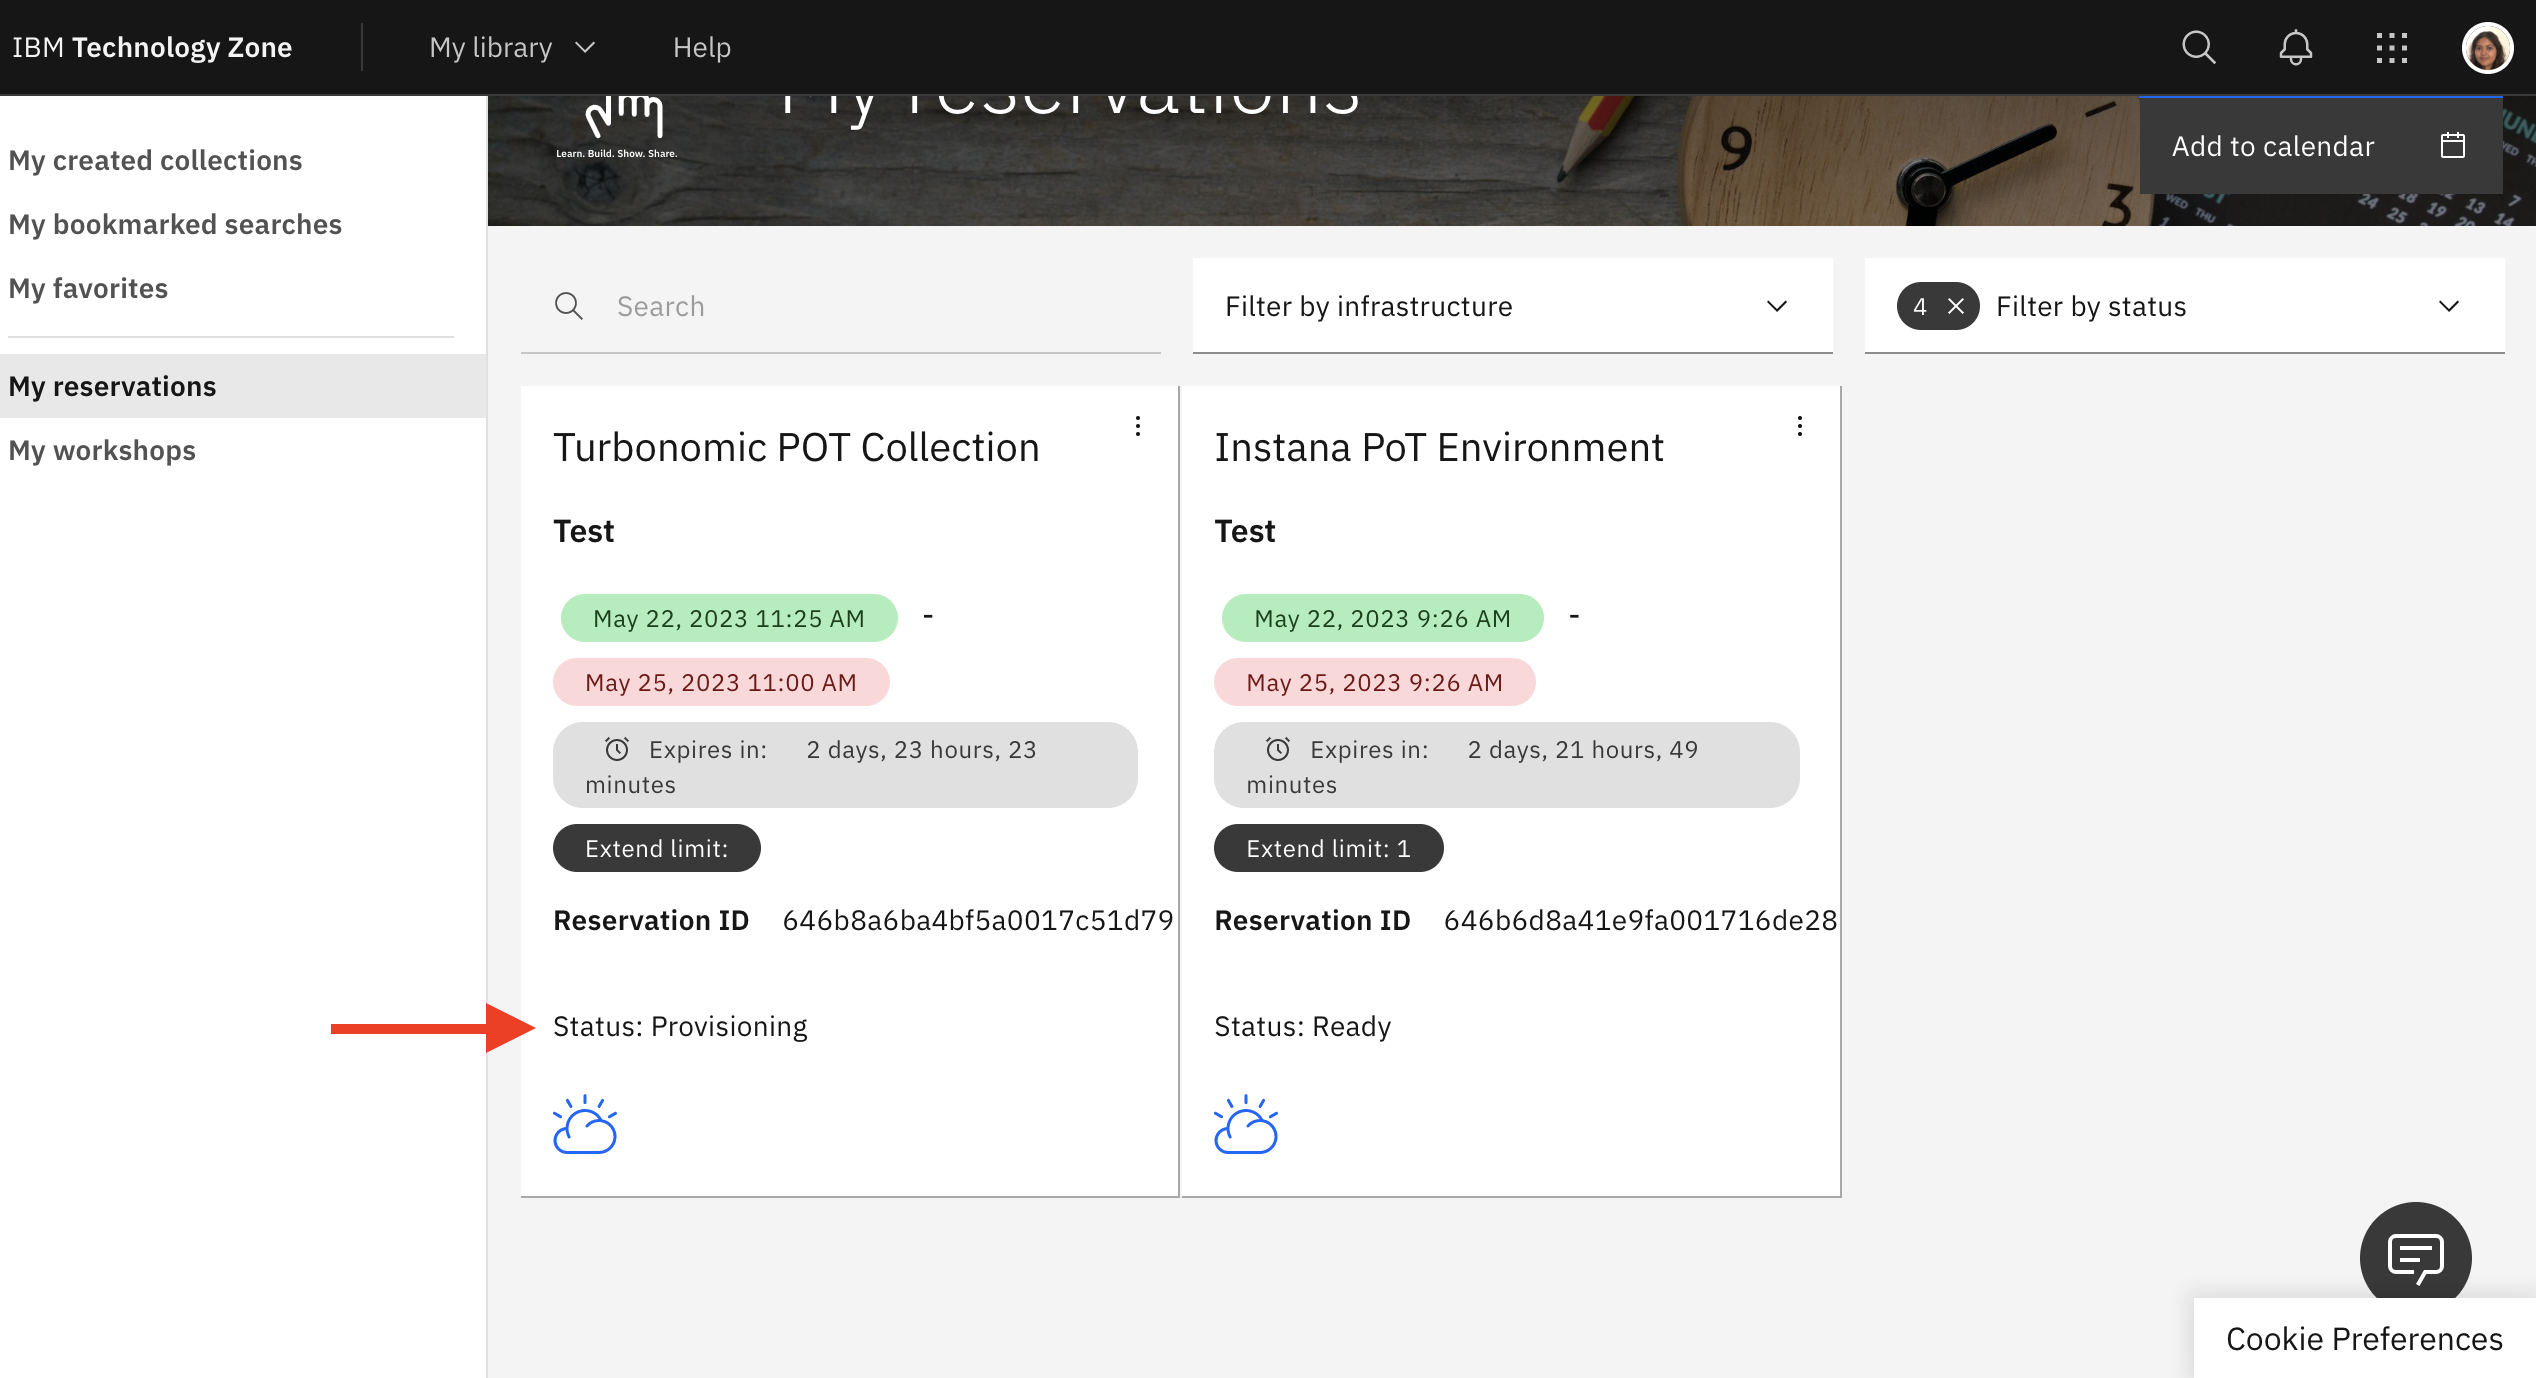 IBM Technology Zone
My library
Help
My created collections
My bookmarked searches
My favorites
My reservations
My workshops
My reservations
Learn. Build. Show. Share.
9
3
Add to calendar
Search
Filter by infrastructure
4
Filter by status
Turbonomic POT Collection
Test
May 22, 2023 11:25 AM -
May 25, 2023 11:00 AM
Expires in: 2 days, 23 hours, 23
minutes
Extend limit:
Reservation ID 646b8a6ba4bf5a0017c51d79
Status: Provisioning
Instana PoT Environment
Test
May 22, 2023 9:26 AM -
May 25, 2023 9:26 AM
Expires in: 2 days, 21 hours, 49
minutes
Extend limit: 1
Reservation ID 646b6d8a41e9fa001716de28
Status: Ready
Cookie Preferences